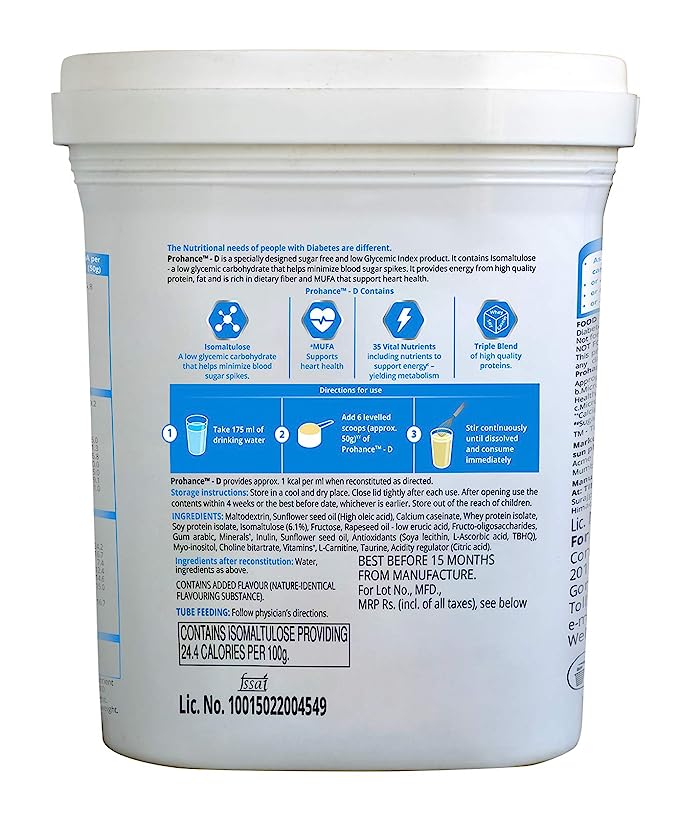 The Nutritional needs of people with Diabetes are different.
Prohance™ - D is a specially designed sugar free and low Glycemic Index product. It contains Isomaltulose
- a low glycemic carbohydrate that helps minimize blood sugar spikes. It provides energy from high quality
protein, fat and is rich in dietary fiber and MUFA that support heart health.
Prohance™ - D Contains
Isomaltulose
A low glycemic carbohydrate
that helps minimize blood
sugar spikes.
#MUFA
Supports
heart health
35 Vital Nutrients
including nutrients to
support energy –
yielding metabolism
Whey
Triple Blend
of high quality
proteins.
Directions for use
1
Take 175 ml of
drinking water
2
Add 6 levelled
scoops (approx.
50g) of
Prohance™ - D
3
Stir continuously
until dissolved
and consume
immediately
Prohance™ - D provides approx. 1 kcal per ml when reconstituted as directed.
Storage instructions: Store in a cool and dry place. Close lid tightly after each use. After opening use the
contents within 4 weeks or the best before date, whichever is earlier. Store out of the reach of children.
INGREDIENTS: Maltodextrin, Sunflower seed oil (High oleic acid), Calcium caseinate, Whey protein isolate,
Soy protein isolate, Isomaltulose (6.1%), Fructose, Rapeseed oil - low erucic acid, Fructo-oligosaccharides,
Gum arabic, Minerals, Inulin, Sunflower seed oil, Antioxidants (Soya lecithin, L-Ascorbic acid, TBHQ),
Myo-inositol, Choline bitartrate, Vitamins, L-Carnitine, Taurine, Acidity regulator (Citric acid).
Ingredients after reconstitution: Water,
ingredients as above.
CONTAINS ADDED FLAVOUR (NATURE-IDENTICAL
FLAVOURING SUBSTANCE).
TUBE FEEDING: Follow physician's directions.
BEST BEFORE 15 MONTHS
FROM MANUFACTURE.
For Lot No., MFD.,
MRP Rs. (incl. of all taxes), see below
CONTAINS ISOMALTULOSE PROVIDING
24.4 CALORIES PER 100g.
fssai
Lic. No. 10015022004549
FOOD
Lic.